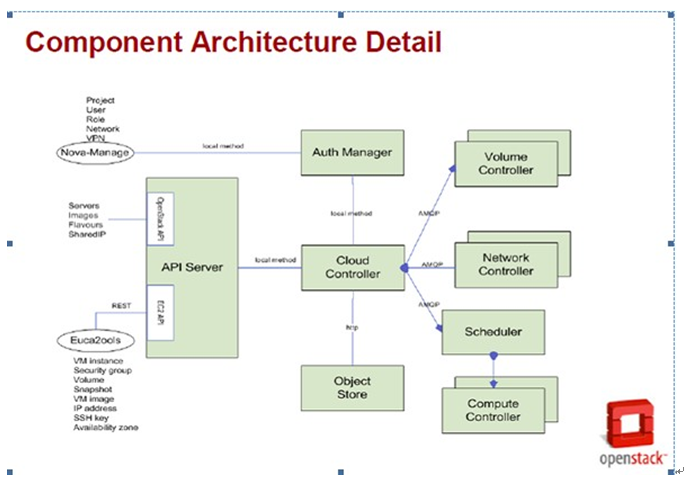 Component Architecture Detail
Project
User
Role
Network
VPN
Nova-Manage
local method
Auth Manager
Volume
Controller
Servers
Images
Flavours
SharedIP
OpenStack API
API Server
local method
local method
Cloud
Controller
AMQP
AMQP
AMQP
Network
Controller
REST
EC2 API
Euca2ools
http
Scheduler
VM instance
Security group
Volume
Snapshot
VM image
IP address
SSH key
Availability zone
Object
Store
Compute
Controller
openstack™